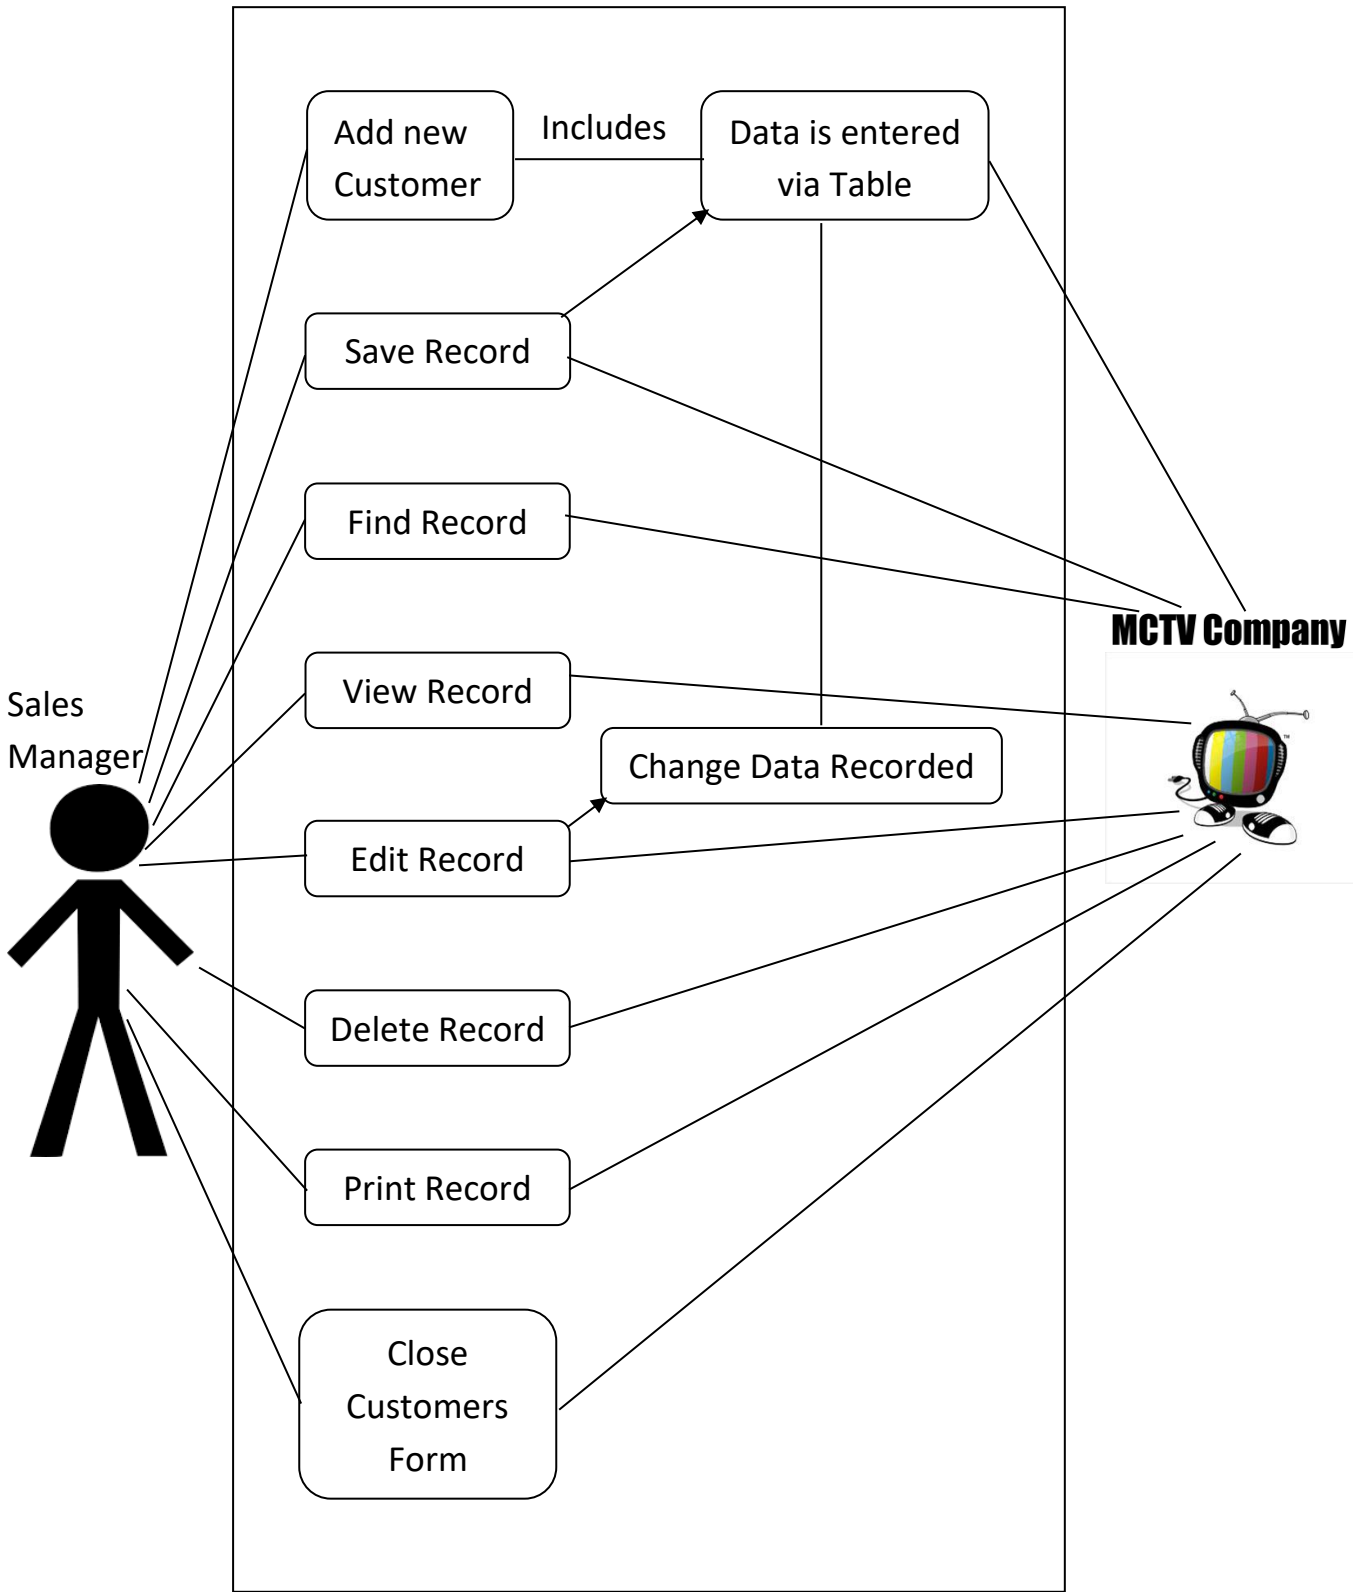 Add new
Customer
Includes
Data is entered
via Table
Save Record
Find Record
MCTV Company
View Record
Sales
Manager
Change Data Recorded
Edit Record
Delete Record
Print Record
Close
Customers
Form